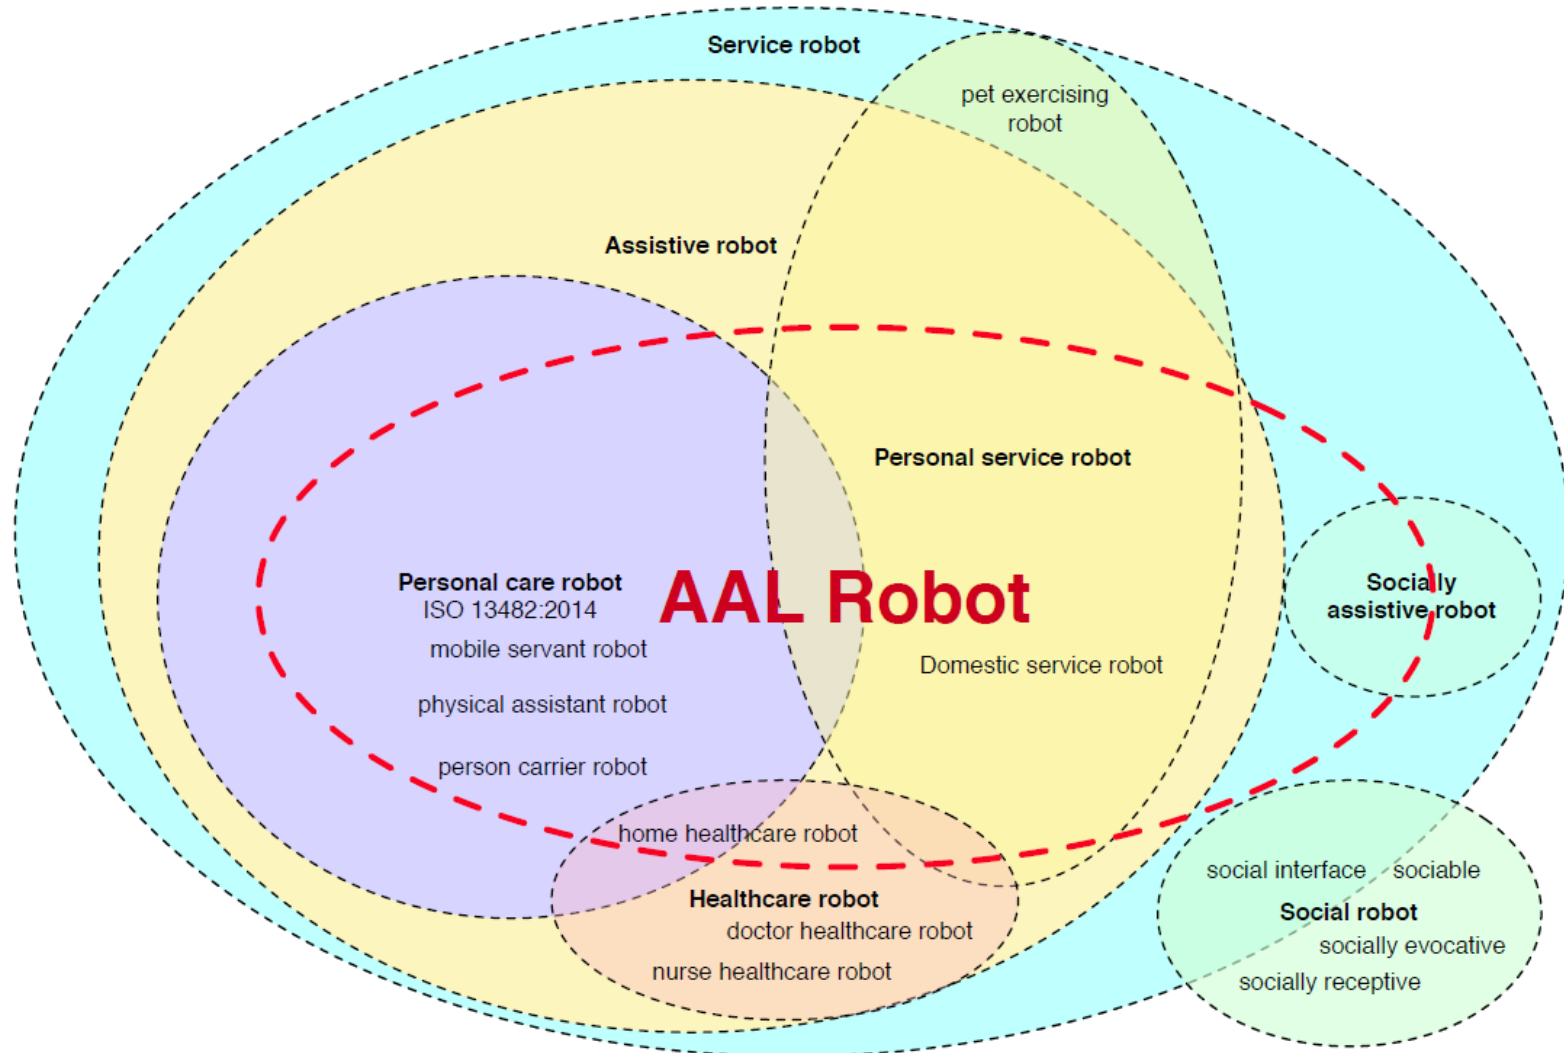 Service robot
pet exercising
robot
Assistive robot
Personal service robot
Personal care robot
ISO 13482:2014
mobile servant robot
physical assistant robot
person carrier robot
AAL Robot
Domestic service robot
Socially
assistive robot
home healthcare robot
Healthcare robot
doctor healthcare robot
nurse healthcare robot
social interface sociable
Social robot
socially evocative
socially receptive